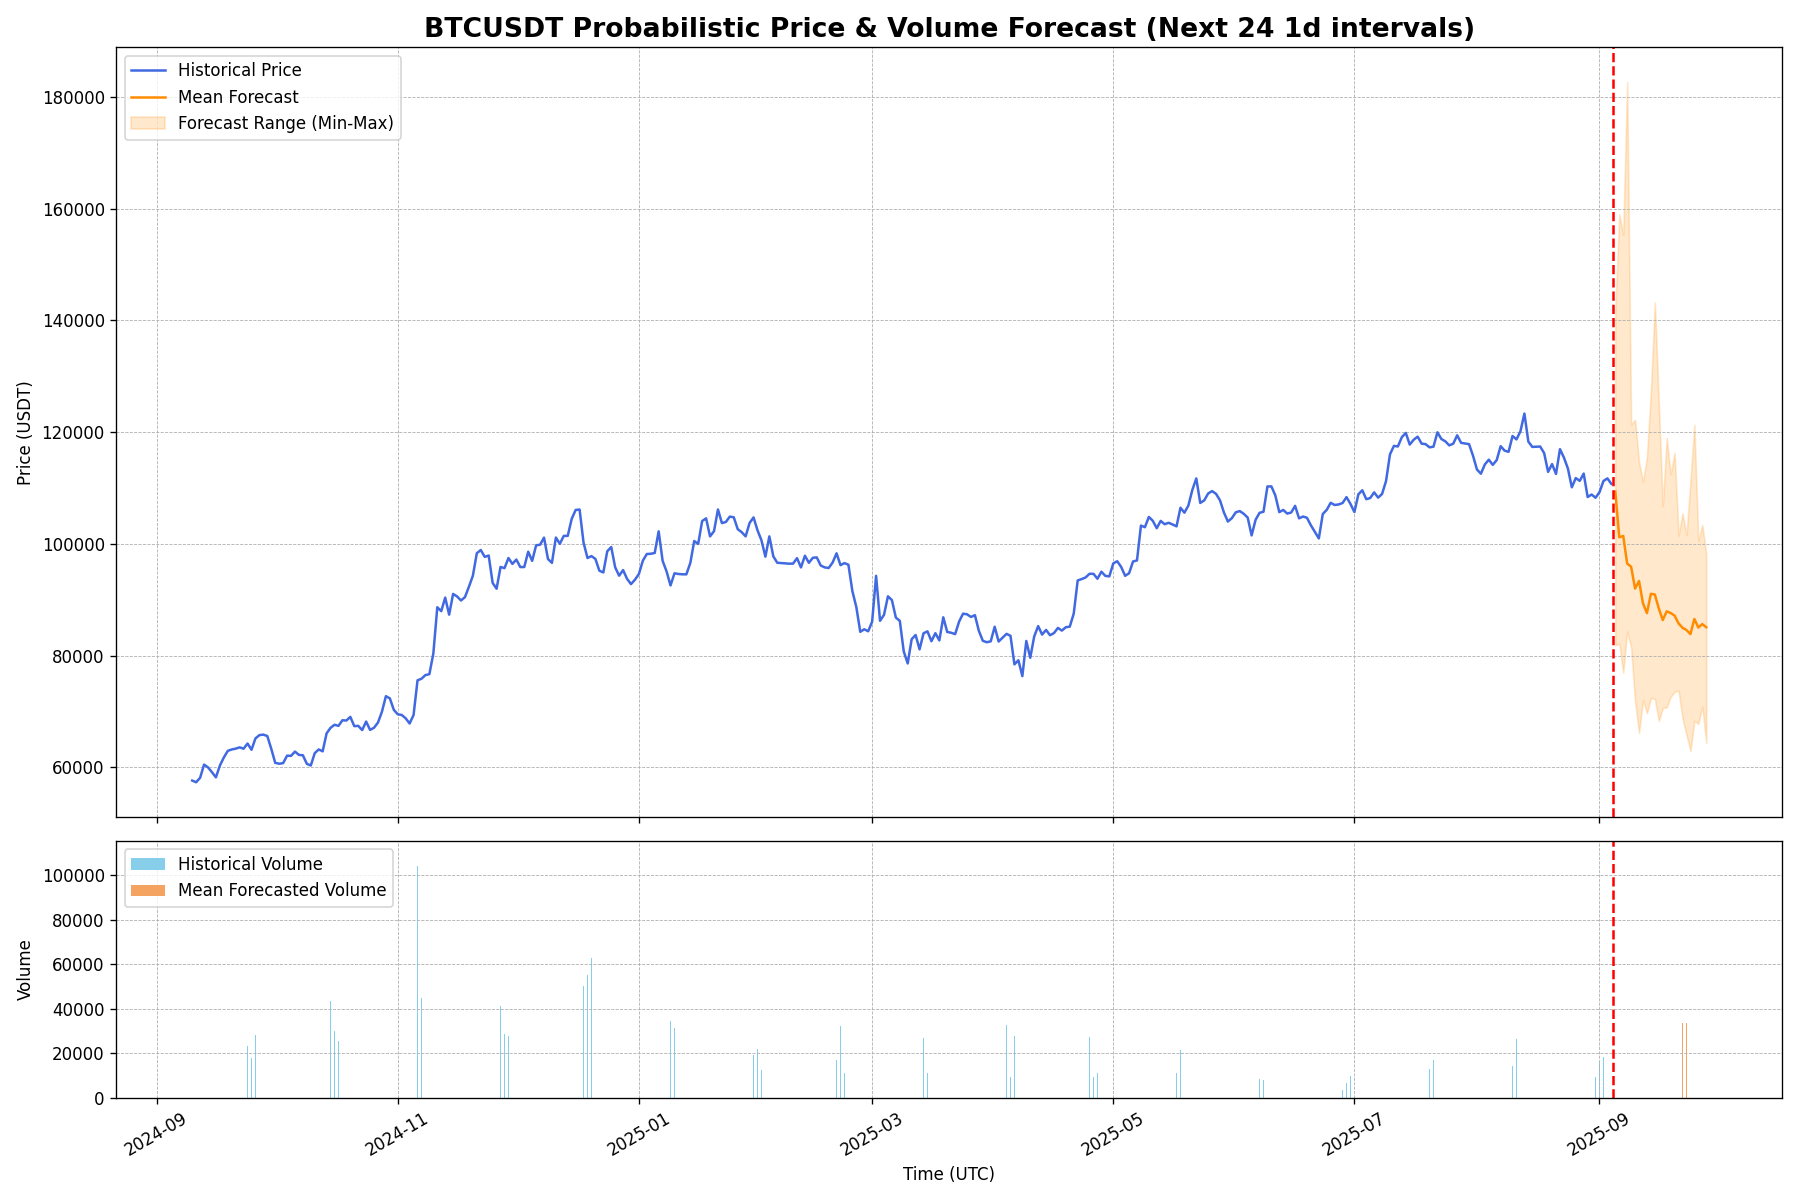 BTCUSDT Probabilistic Price & Volume Forecast (Next 24 1d intervals)
Historical Price
Mean Forecast
Forecast Range (Min-Max)
180000
160000
140000
120000
100000
80000
60000
Price (USDT)
Historical Volume
Mean Forecasted Volume
100000
80000
60000
40000
20000
0
Volume
2024-09
2024-11
2025-01
2025-03
2025-05
2025-07
2025-09
Time (UTC)